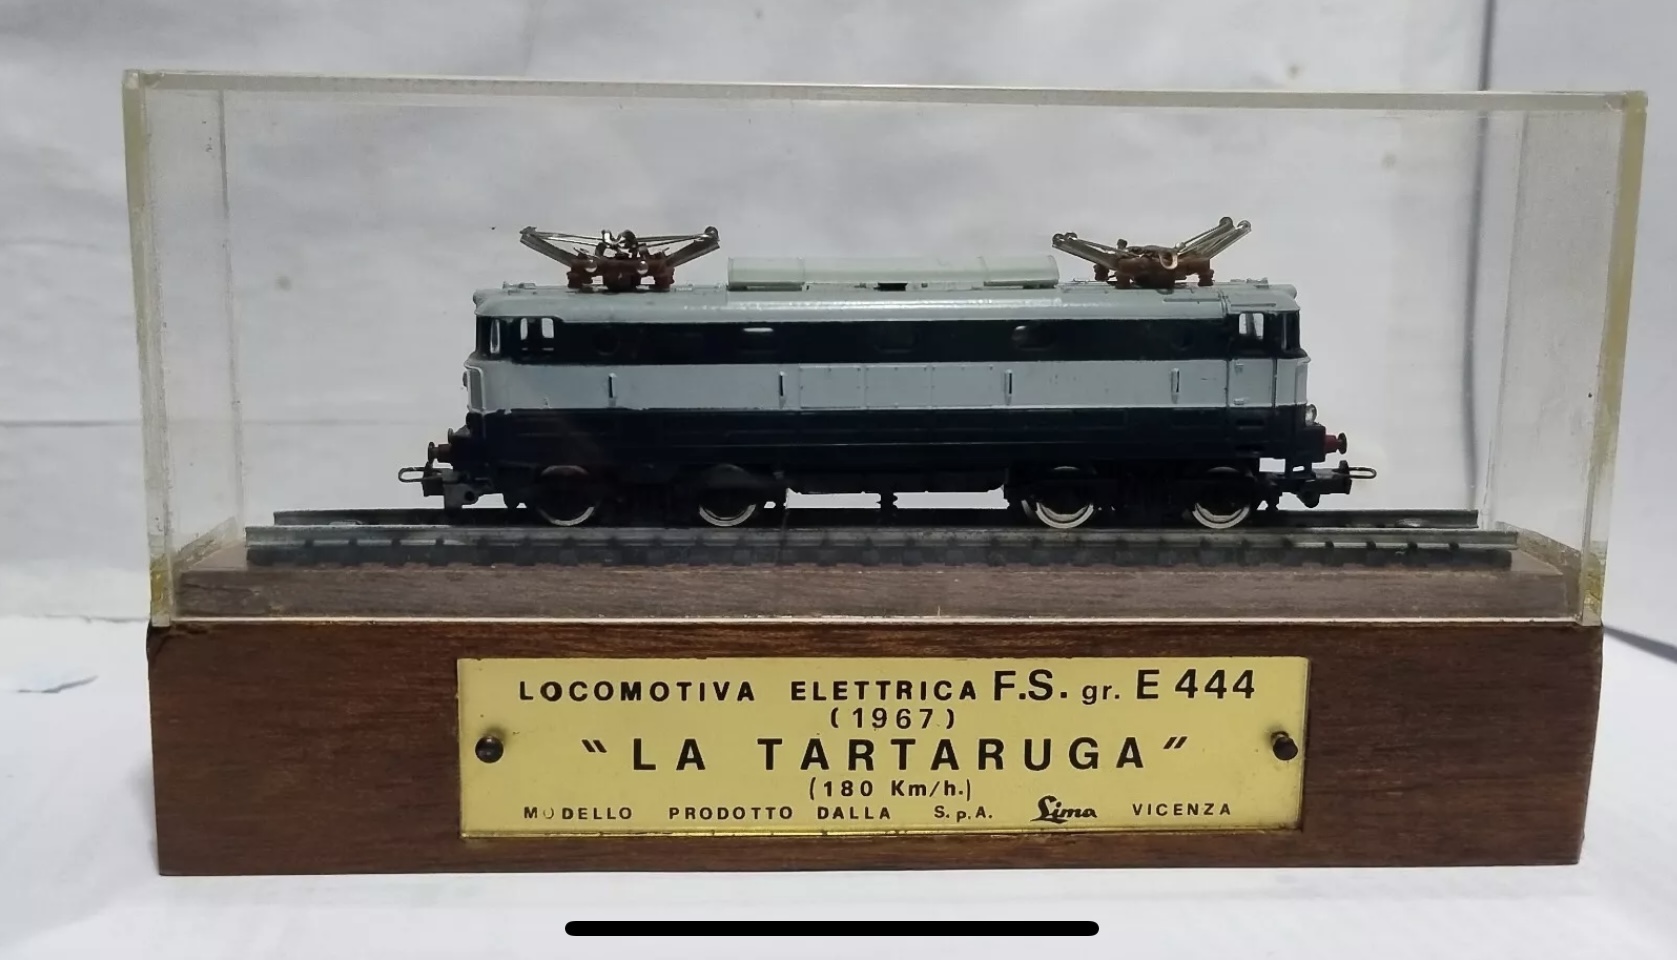 LOCOMOTIVA ELETTRICA F.S. gr. E 444
(1967)
"LA TARTARUGA"
(180 Km/h.)
MODELLO PRODOTTO DALLA S.p.A. Lima VICENZA